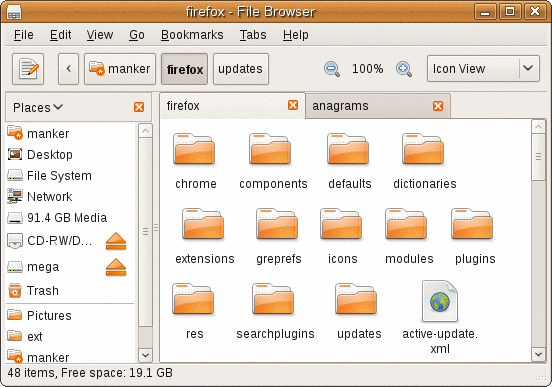 firefox - File Browser
File Edit View Go Bookmarks Tabs Help
manker firefox updates 100% Icon View
Places
firefox anagrams
manker
Desktop
File System
Network
91.4 GB Media
CD-RW/D...
mega
Trash
Pictures
ext
manker
chrome components defaults dictionaries
extensions greprefs icons modules plugins
res searchplugins updates active-update.
xml
48 items, Free space: 19.1 GB